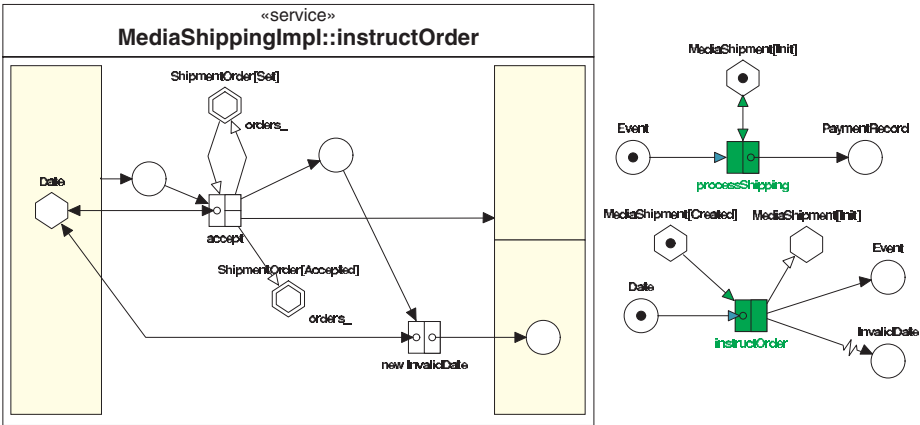 «service»
MediaShippingImpl::instructOrder
ShipmentOrder[Set]
orders_
Date
accept
ShipmentOrder[Accepted]
orders_
new InvalidDate
MediaShipment[Init]
Event
PaymentRecord
processShipping
MediaShipment[Created]
MediaShipment[Init]
Event
Date
InvalidDate
instructOrder